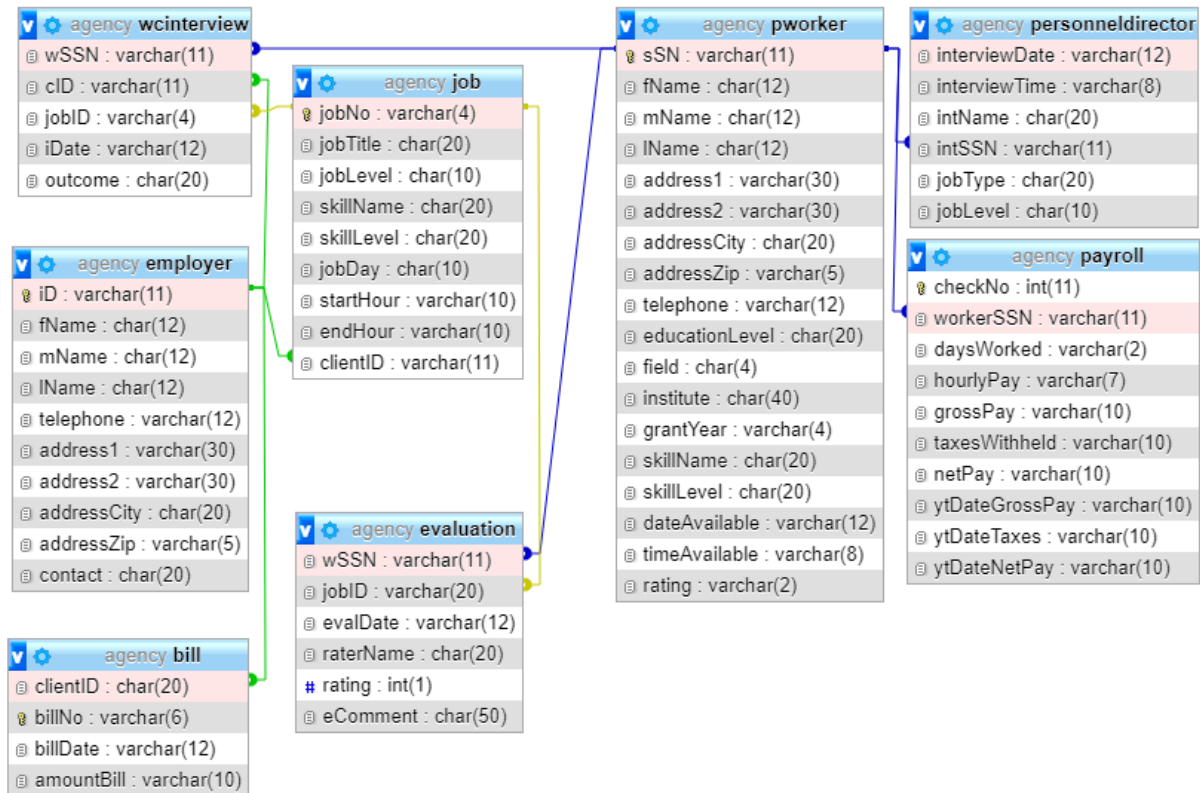 agency wcinterview
wSSN : varchar(11)
cID : varchar(11)
jobID : varchar(4)
iDate : varchar(12)
outcome : char(20)
agency job
jobNo : varchar(4)
jobTitle : char(20)
jobLevel : char(10)
skillName : char(20)
skillLevel : char(20)
jobDay : char(10)
startHour : varchar(10)
endHour : varchar(10)
clientID : varchar(11)
agency employer
iD : varchar(11)
fName : char(12)
mName : char(12)
lName : char(12)
telephone : varchar(12)
address1 : varchar(30)
address2 : varchar(30)
addressCity : char(20)
addressZip : varchar(5)
contact : char(20)
agency evaluation
wSSN : varchar(11)
jobID : varchar(20)
evalDate : varchar(12)
raterName : char(20)
# rating : int(1)
eComment : char(50)
agency bill
clientID : char(20)
billNo : varchar(6)
billDate : varchar(12)
amountBill : varchar(10)
agency pworker
sSN : varchar(11)
fName : char(12)
mName : char(12)
lName : char(12)
address1 : varchar(30)
address2 : varchar(30)
addressCity : char(20)
addressZip : varchar(5)
telephone : varchar(12)
educationLevel : char(20)
field : char(4)
institute : char(40)
grantYear : varchar(4)
skillName : char(20)
skillLevel : char(20)
dateAvailable : varchar(12)
timeAvailable : varchar(8)
rating : varchar(2)
agency personneldirector
interviewDate : varchar(12)
interviewTime : varchar(8)
intName : char(20)
intSSN : varchar(11)
jobType : char(20)
jobLevel : char(10)
agency payroll
checkNo : int(11)
workerSSN : varchar(11)
daysWorked : varchar(2)
hourlyPay : varchar(7)
grossPay : varchar(10)
taxesWithheld : varchar(10)
netPay : varchar(10)
ytDateGrossPay : varchar(10)
ytDateTaxes : varchar(10)
ytDateNetPay : varchar(10)